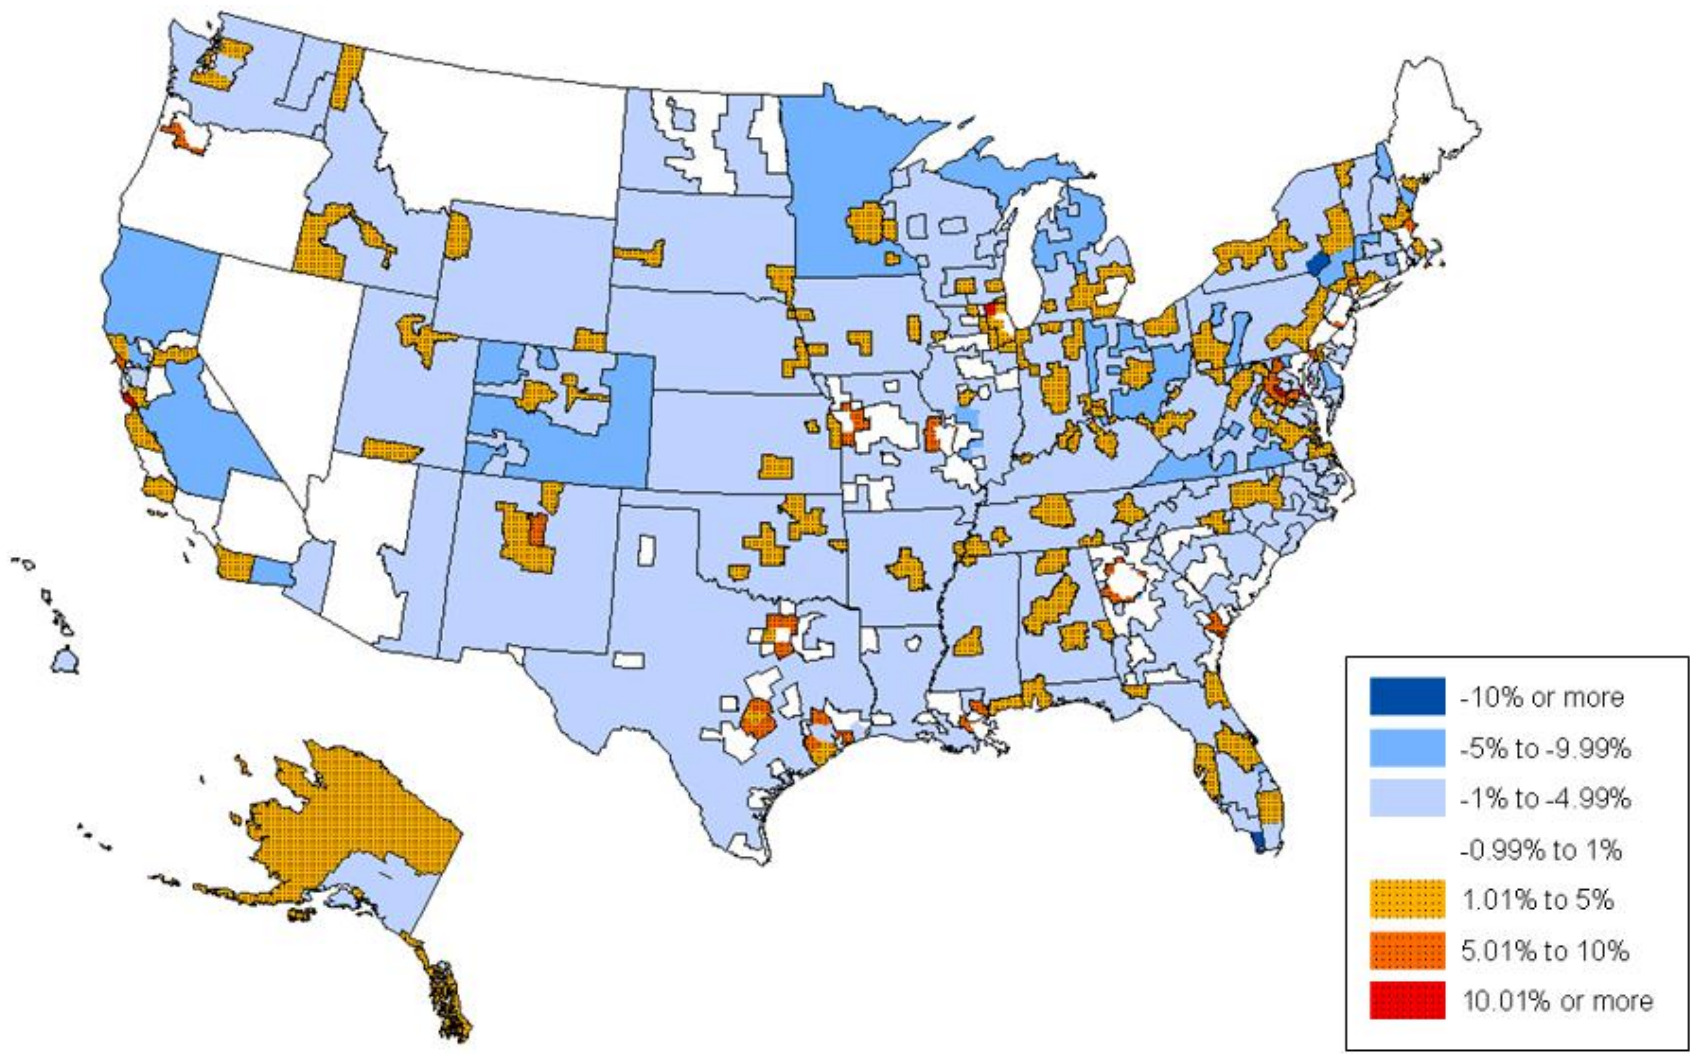 -10% or more
-5% to -9.99%
-1% to -4.99%
-0.99% to 1%
1.01% to 5%
5.01% to 10%
10.01% or more